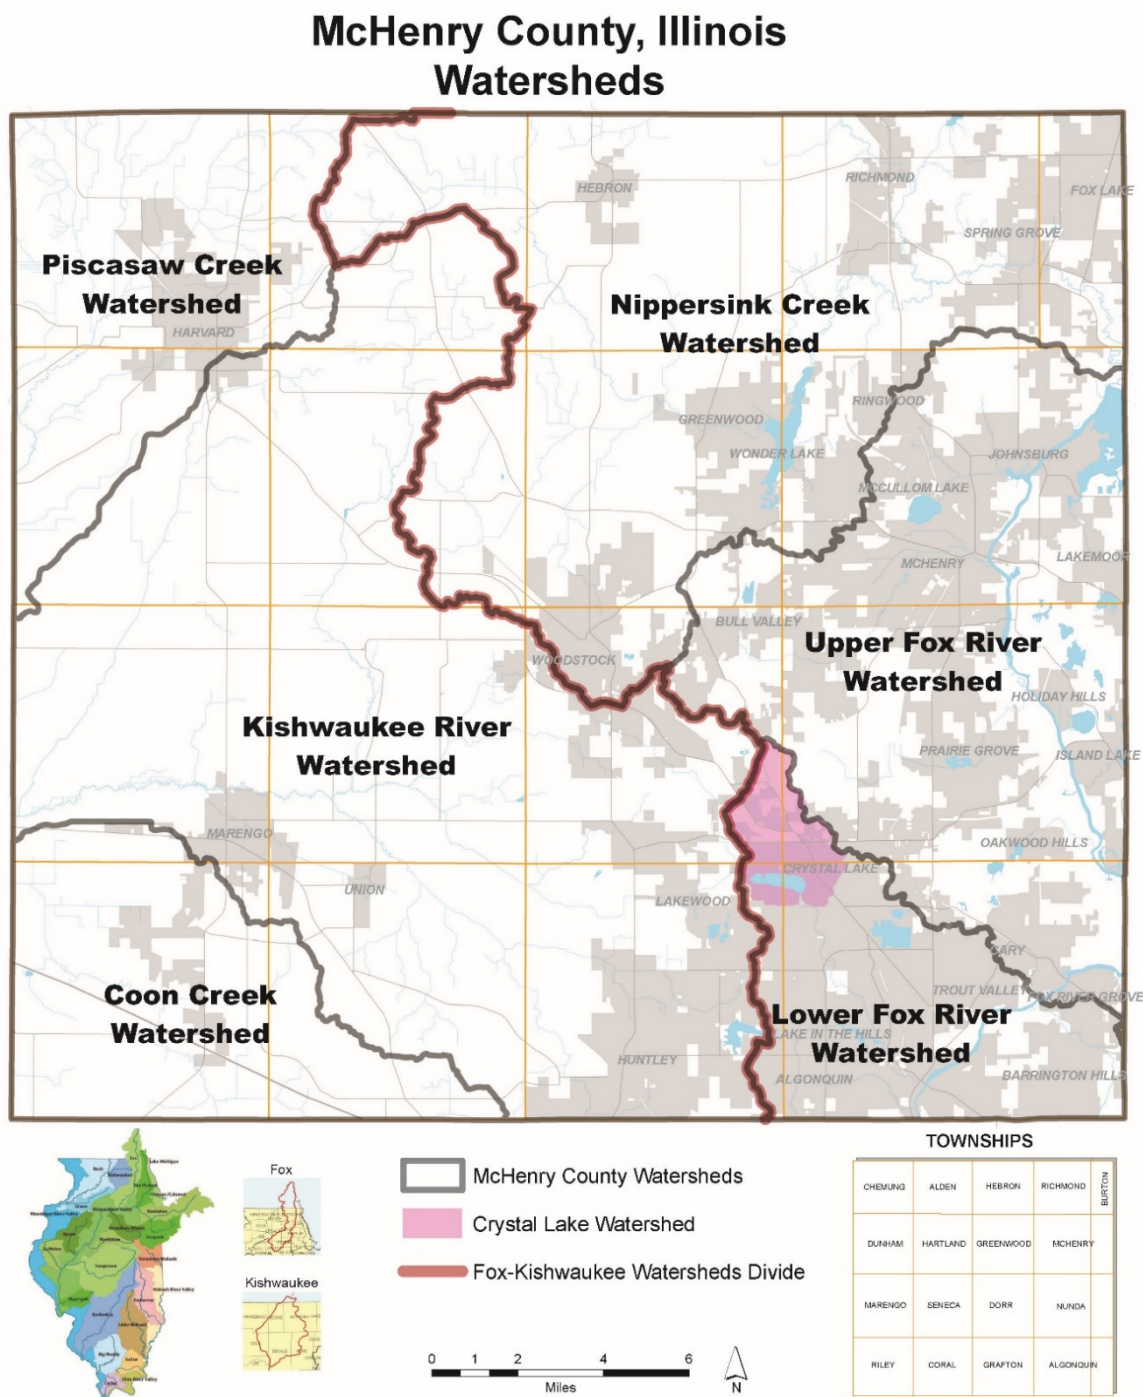 McHenry County, Illinois
Watersheds
HEBRON
RICHMOND
FOX LAKE
SPRING GROVE
Piscasaw Creek
Watershed
HARVARD
Nippersink Creek
Watershed
RINGWOOD
GREENWOOD
WONDER LAKE
JOHNSBURG
MCCULLOM LAKE
MCHENRY
LAKEMOOR
BULL VALLEY
Upper Fox River
Watershed
WOODSTOCK
HOLIDAY HILLS
Kishwaukee River
Watershed
PRAIRIE GROVE
ISLAND LAKE
MARENGO
OAKWOOD HILLS
CRYSTAL LAKE
UNION
LAKEWOOD
CARY
Coon Creek
Watershed
TROUT VALLEY
FOX RIVER GROVE
Lower Fox River
Watershed
LAKE IN THE HILLS
HUNTLEY
ALGONQUIN
BARRINGTON HILLS
Fox
Kishwaukee
McHenry County Watersheds
Crystal Lake Watershed
Fox-Kishwaukee Watersheds Divide
0 1 2 4 6
Miles
N
TOWNSHIPS
CHEMUNG ALDEN HEBRON RICHMOND BURTON
DUNHAM HARTLAND GREENWOOD MCHENRY
MARENGO SENECA DORR NUNDA
RILEY CORAL GRAFTON ALGONQUIN